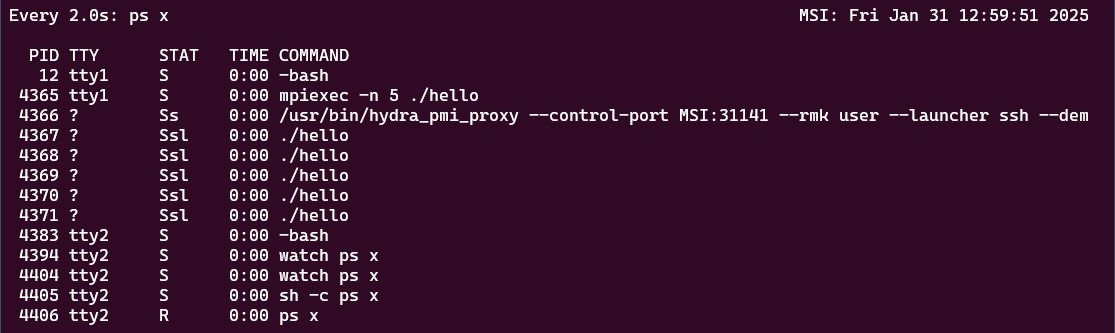 Every 2.0s: ps x MSI: Fri Jan 31 12:59:51 2025
PID TTY STAT TIME COMMAND
12 tty1 S 0:00 -bash
4365 tty1 S 0:00 mpiexec -n 5 ./hello
4366 ? Ss 0:00 /usr/bin/hydra_pmi_proxy --control-port MSI:31141 --rmk user --launcher ssh --dem
4367 ? Ssl 0:00 ./hello
4368 ? Ssl 0:00 ./hello
4369 ? Ssl 0:00 ./hello
4370 ? Ssl 0:00 ./hello
4371 ? Ssl 0:00 ./hello
4383 tty2 S 0:00 -bash
4394 tty2 S 0:00 watch ps x
4404 tty2 S 0:00 watch ps x
4405 tty2 S 0:00 sh -c ps x
4406 tty2 R 0:00 ps x